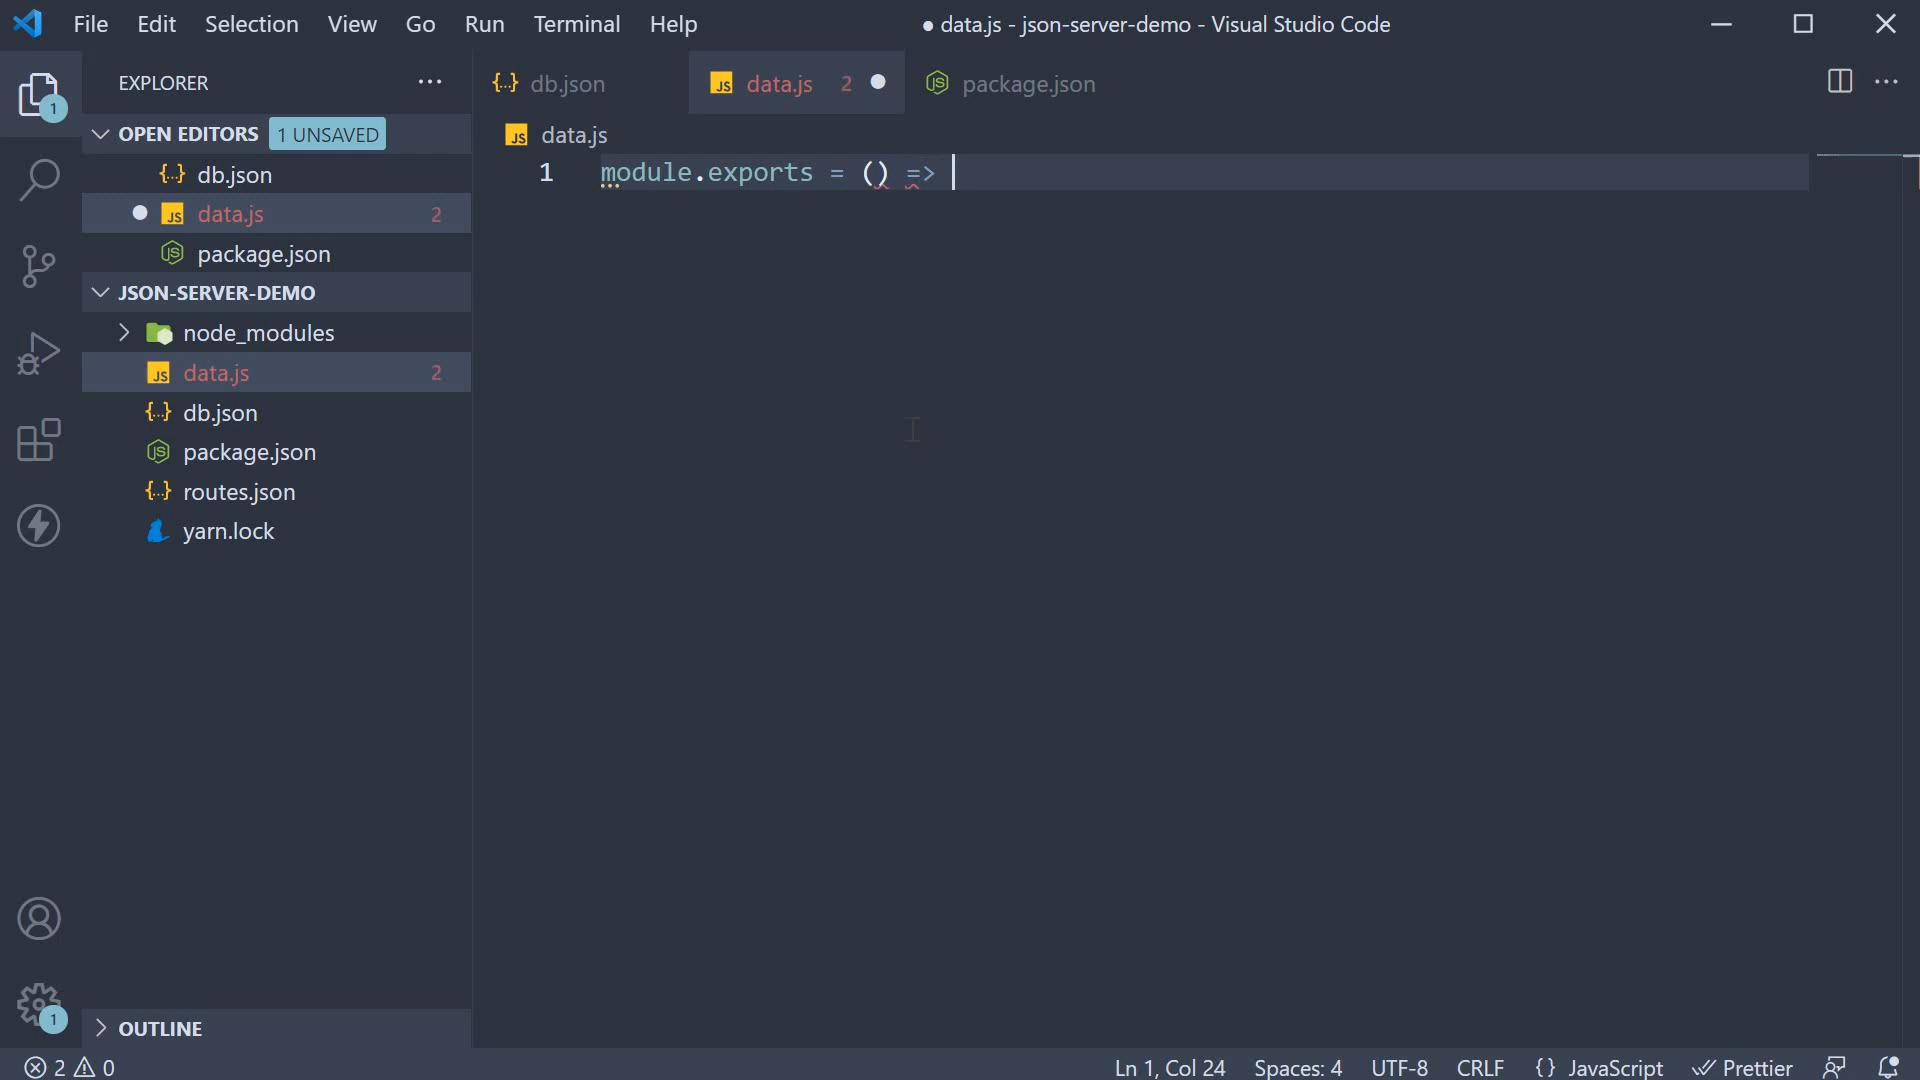 File Edit Selection View Go Run Terminal Help ● data.js - json-server-demo - Visual Studio Code
EXPLORER
db.json
data.js 2
package.json
OPEN EDITORS 1 UNSAVED
db.json
data.js 2
package.json
JSON-SERVER-DEMO
node_modules
data.js 2
db.json
package.json
routes.json
yarn.lock
OUTLINE
data.js
1 module.exports = () =>
1
1
2 0 Ln 1, Col 24 Spaces: 4 UTF-8 CRLF {} JavaScript Prettier